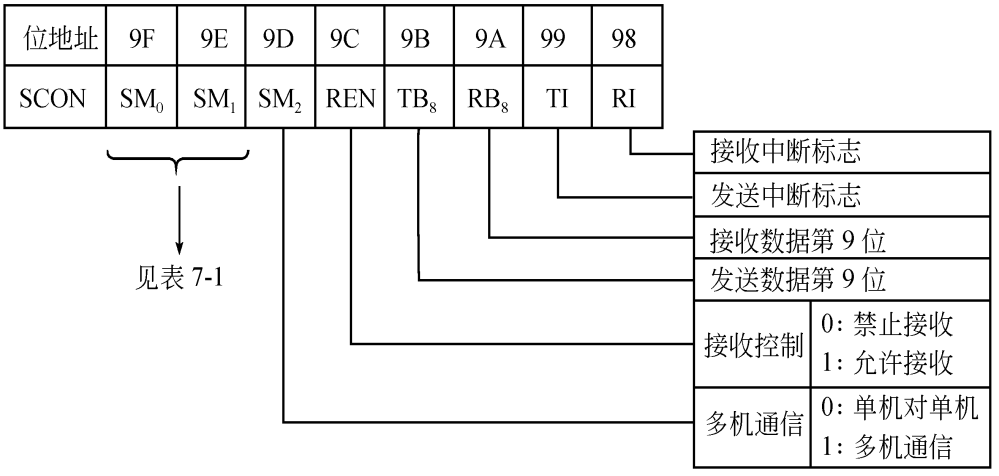 位地址 9F 9E 9D 9C 9B 9A 99 98
SCON SM₀ SM₁ SM₂ REN TB₈ RB₈ TI RI
接收中断标志
发送中断标志
接收数据第 9 位
见表 7-1
发送数据第 9 位
接收控制
0: 禁止接收
1: 允许接收
多机通信
0: 单机对单机
1: 多机通信